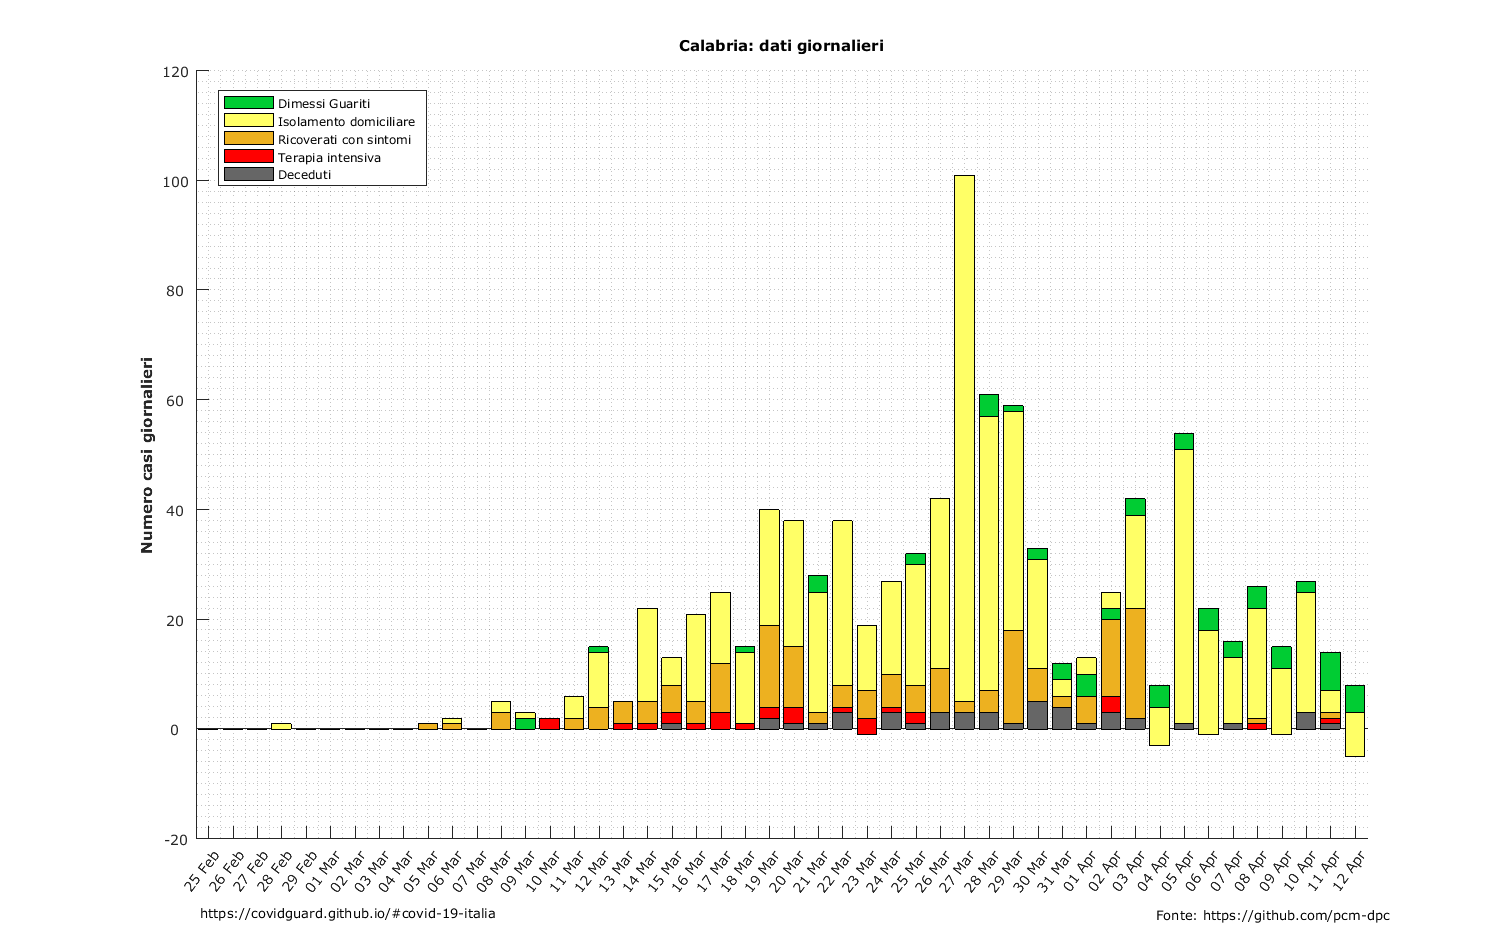 Calabria: dati giornalieri
120
100
80
60
40
20
0
-20
Numero casi giornalieri
Dimessi Guariti
Isolamento domiciliare
Ricoverati con sintomi
Terapia intensiva
Deceduti
25 Feb
26 Feb
27 Feb
28 Feb
29 Feb
01 Mar
02 Mar
03 Mar
04 Mar
05 Mar
06 Mar
07 Mar
08 Mar
09 Mar
10 Mar
11 Mar
12 Mar
13 Mar
14 Mar
15 Mar
16 Mar
17 Mar
18 Mar
19 Mar
20 Mar
21 Mar
22 Mar
23 Mar
24 Mar
25 Mar
26 Mar
27 Mar
28 Mar
29 Mar
30 Mar
31 Mar
01 Apr
02 Apr
03 Apr
04 Apr
05 Apr
06 Apr
07 Apr
08 Apr
09 Apr
10 Apr
11 Apr
12 Apr
https://covidguard.github.io/#covid-19-italia
Fonte: https://github.com/pcm-dpc